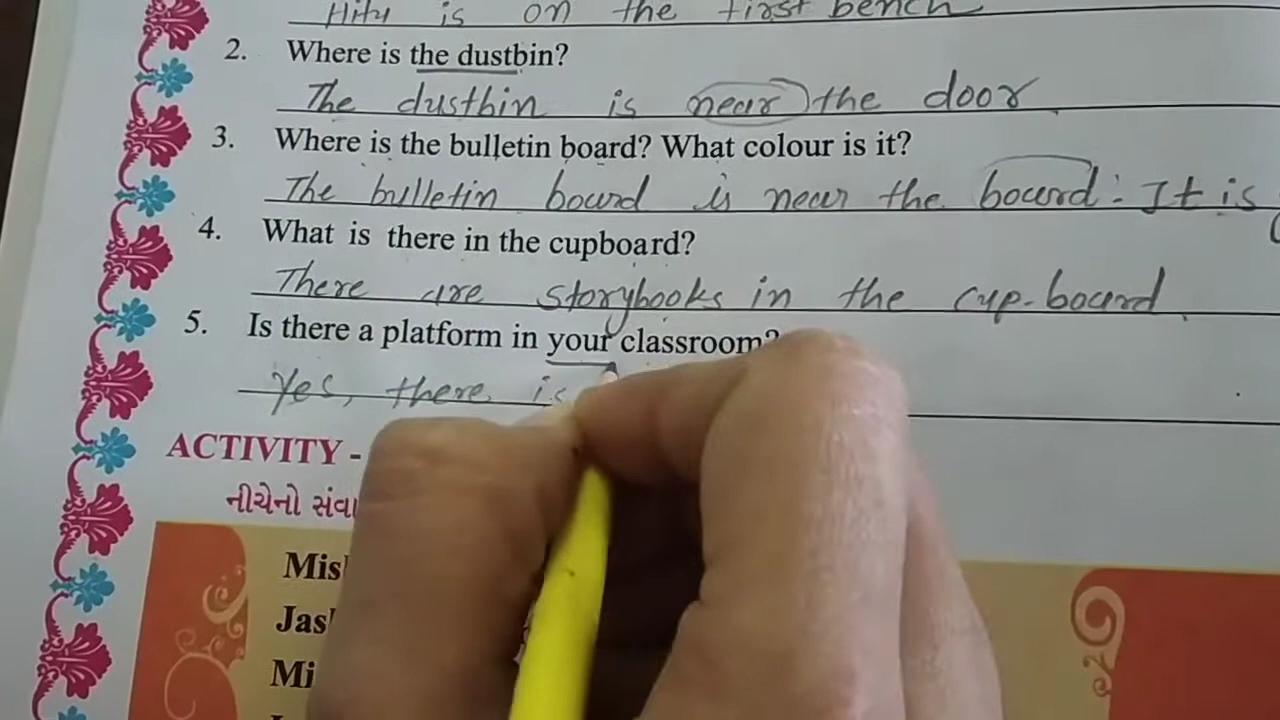 Hitu is on the first bench
2. Where is the dustbin?
The dustbin is near the door.
3. Where is the bulletin board? What colour is it?
The bulletin board is near the board. It is
4. What is there in the cupboard?
There are storybooks in the cup-board.
5. Is there a platform in your classroom?
Yes, there is
ACTIVITY -
નીચેનો સંવા
Mis
Jas
Mi